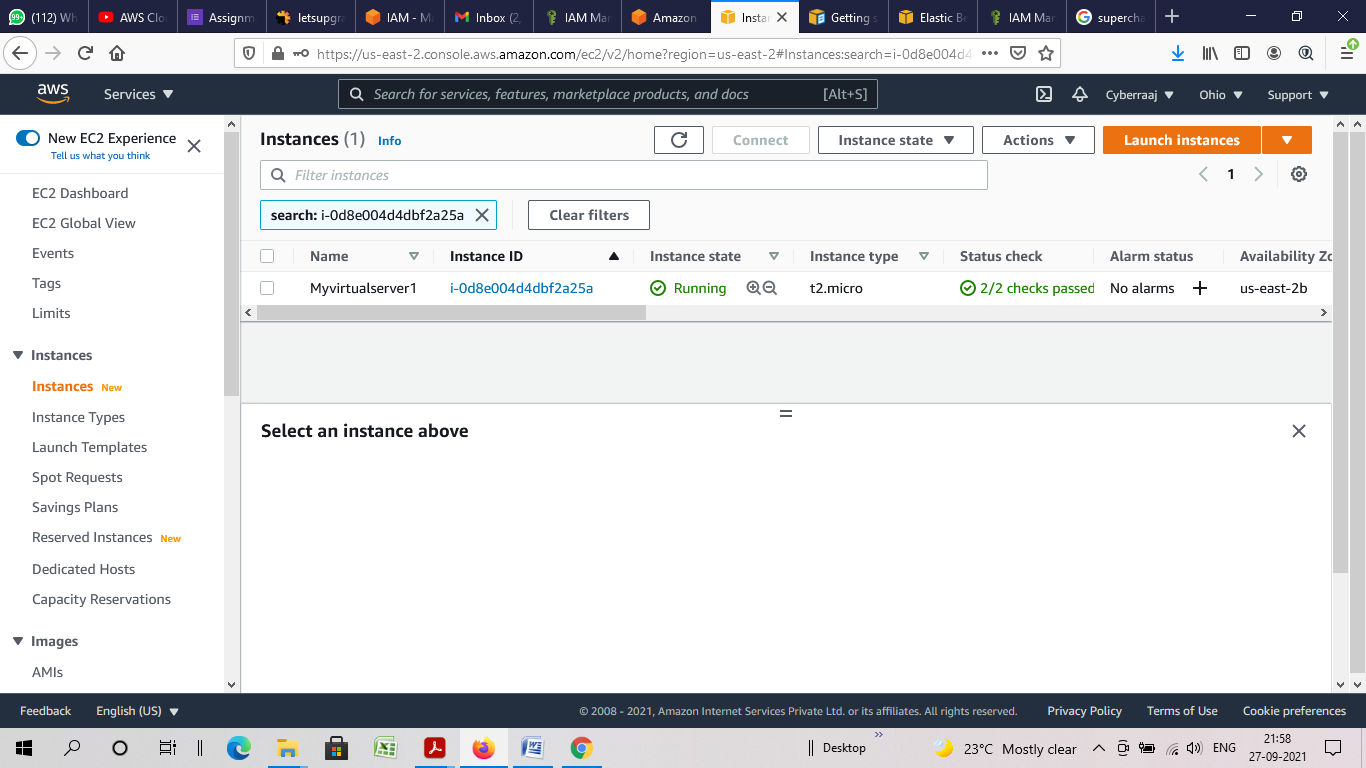 (112) Wh
AWS Clo
Assignm
letsupgra
IAM - Ma
Inbox (2,
IAM Man
Amazon
Instan
Getting s
Elastic Be
IAM Man
supercha
https://us-east-2.console.aws.amazon.com/ec2/v2/home?region=us-east-2#Instances:search=i-0d8e004d4
aws
Services
Search for services, features, marketplace products, and docs
[Alt+S]
Cyberraaj
Ohio
Support
New EC2 Experience
Tell us what you think
EC2 Dashboard
EC2 Global View
Events
Tags
Limits
Instances
Instances New
Instance Types
Launch Templates
Spot Requests
Savings Plans
Reserved Instances New
Dedicated Hosts
Capacity Reservations
Images
AMIs
Instances (1) Info
Connect
Instance state
Actions
Launch instances
Filter instances
1
search: i-0d8e004d4dbf2a25a
Clear filters
Name Instance ID Instance state Instance type Status check Alarm status Availability Zo
Myvirtualserver1 i-0d8e004d4dbf2a25a Running t2.micro 2/2 checks passed No alarms us-east-2b
Select an instance above
Feedback English (US) © 2008 - 2021, Amazon Internet Services Private Ltd. or its affiliates. All rights reserved. Privacy Policy Terms of Use Cookie preferences
Desktop
23°C Mostly clear
ENG
21:58
27-09-2021